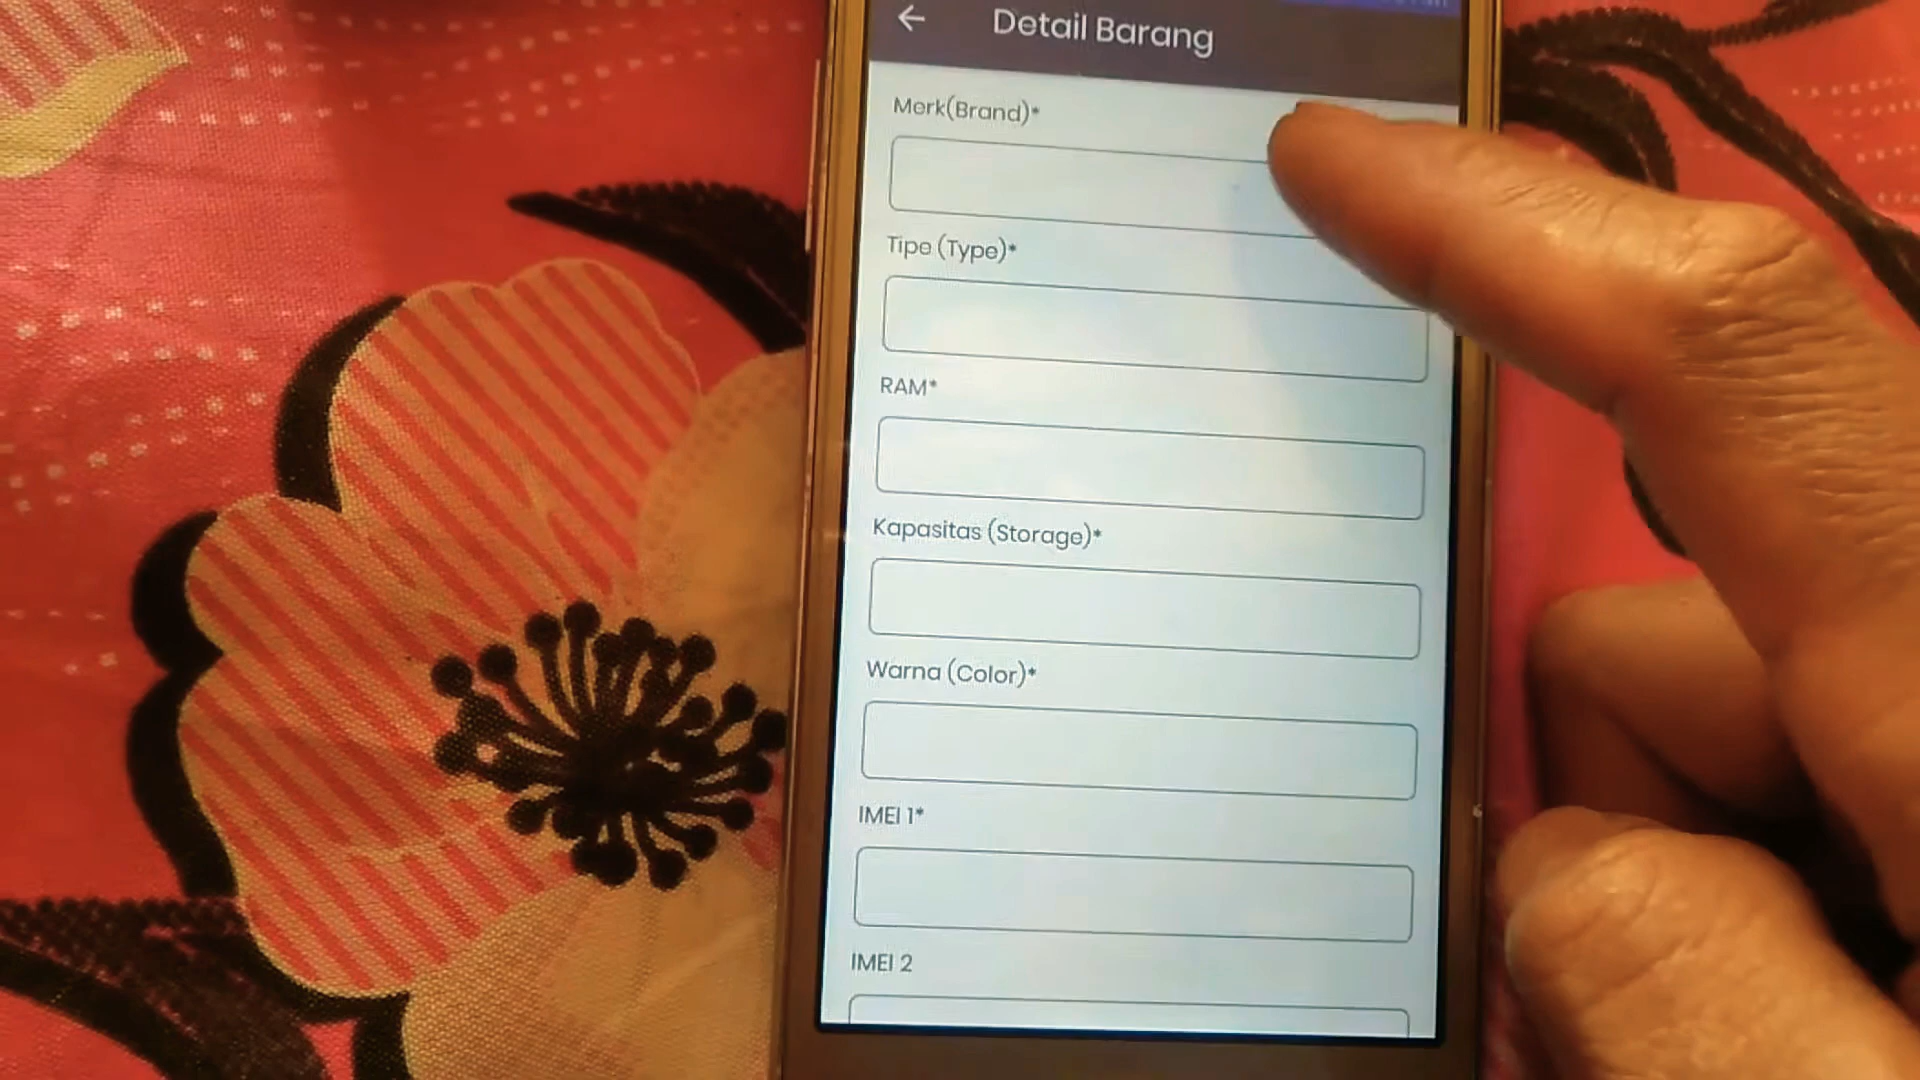 Detail Barang
Merk(Brand)*
Tipe (Type)*
RAM*
Kapasitas (Storage)*
Warna (Color)*
IMEI 1*
IMEI 2